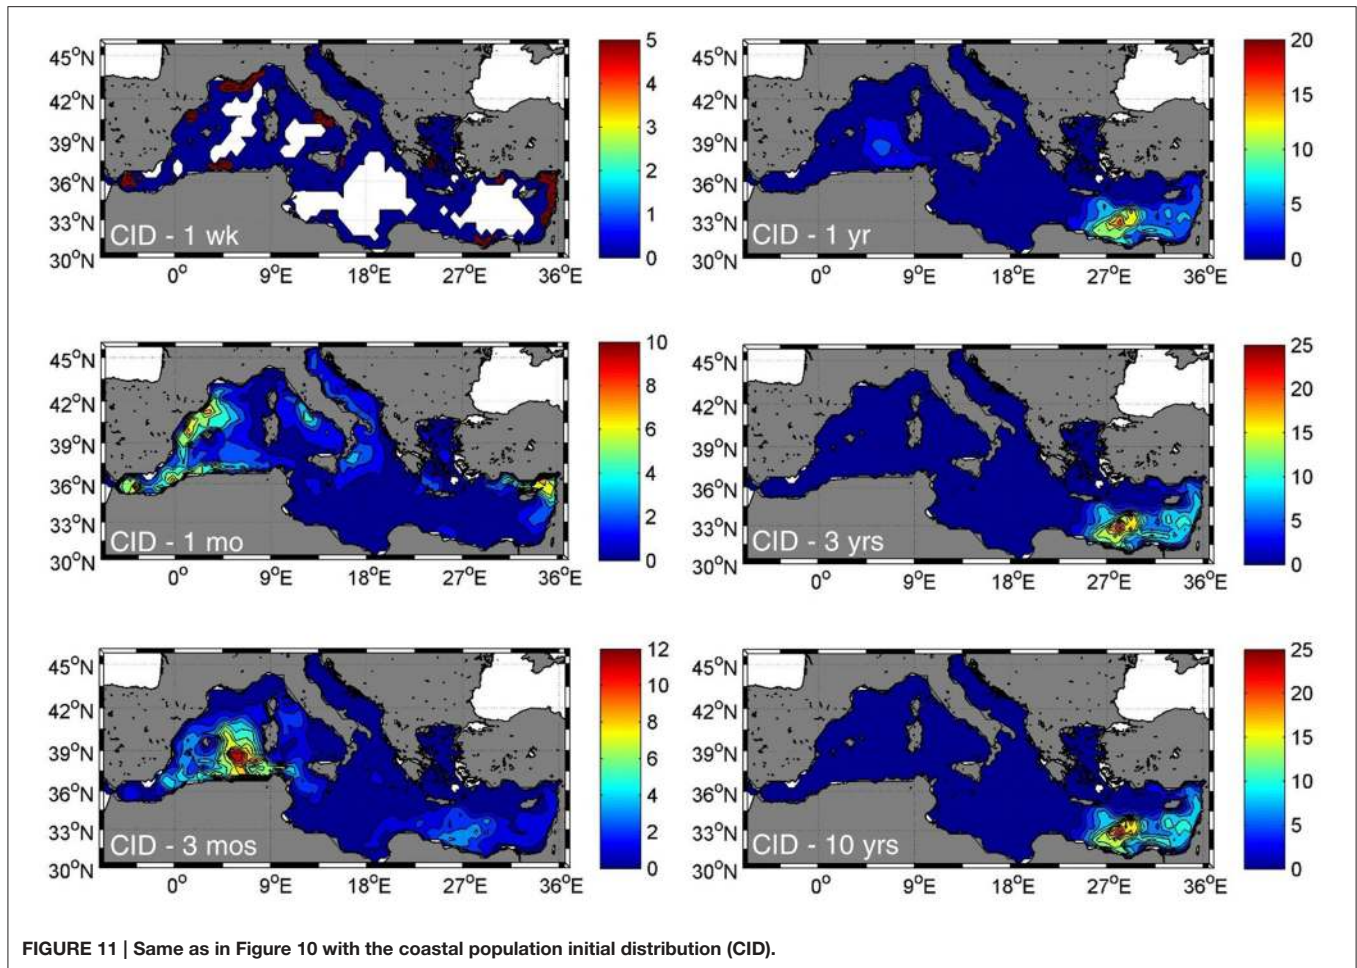 45°N
42°N
39°N
36°N
33°N
30°N
CID - 1 wk
0°
9°E
18°E
27°E
36°E
5
4
3
2
1
0
45°N
42°N
39°N
36°N
33°N
30°N
CID - 1 yr
0°
9°E
18°E
27°E
36°E
20
15
10
5
0
45°N
42°N
39°N
36°N
33°N
30°N
CID - 1 mo
0°
9°E
18°E
27°E
36°E
10
8
6
4
2
0
45°N
42°N
39°N
36°N
33°N
30°N
CID - 3 yrs
0°
9°E
18°E
27°E
36°E
25
20
15
10
5
0
45°N
42°N
39°N
36°N
33°N
30°N
CID - 3 mos
0°
9°E
18°E
27°E
36°E
12
10
8
6
4
2
0
45°N
42°N
39°N
36°N
33°N
30°N
CID - 10 yrs
0°
9°E
18°E
27°E
36°E
25
20
15
10
5
0
FIGURE 11 | Same as in Figure 10 with the coastal population initial distribution (CID).